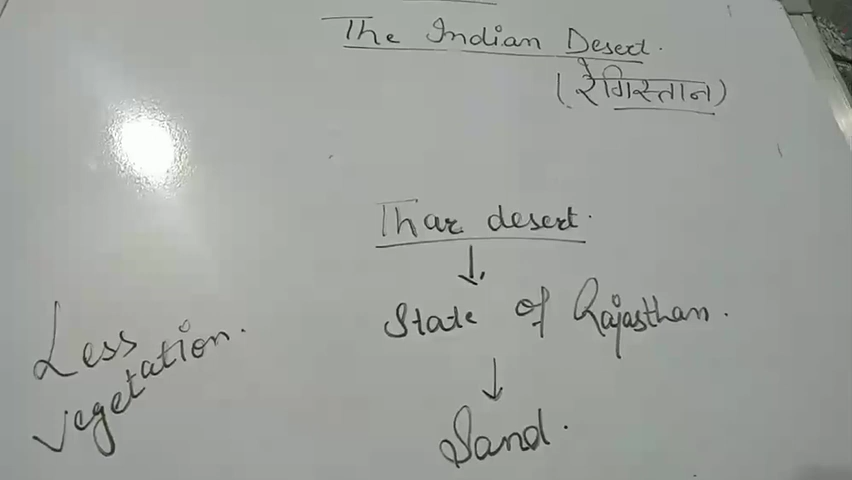 The Indian Desert.
(रेगिस्तान)
Thar desert.
↓
State of Rajasthan.
↓
Sand.
Less
vegetation.